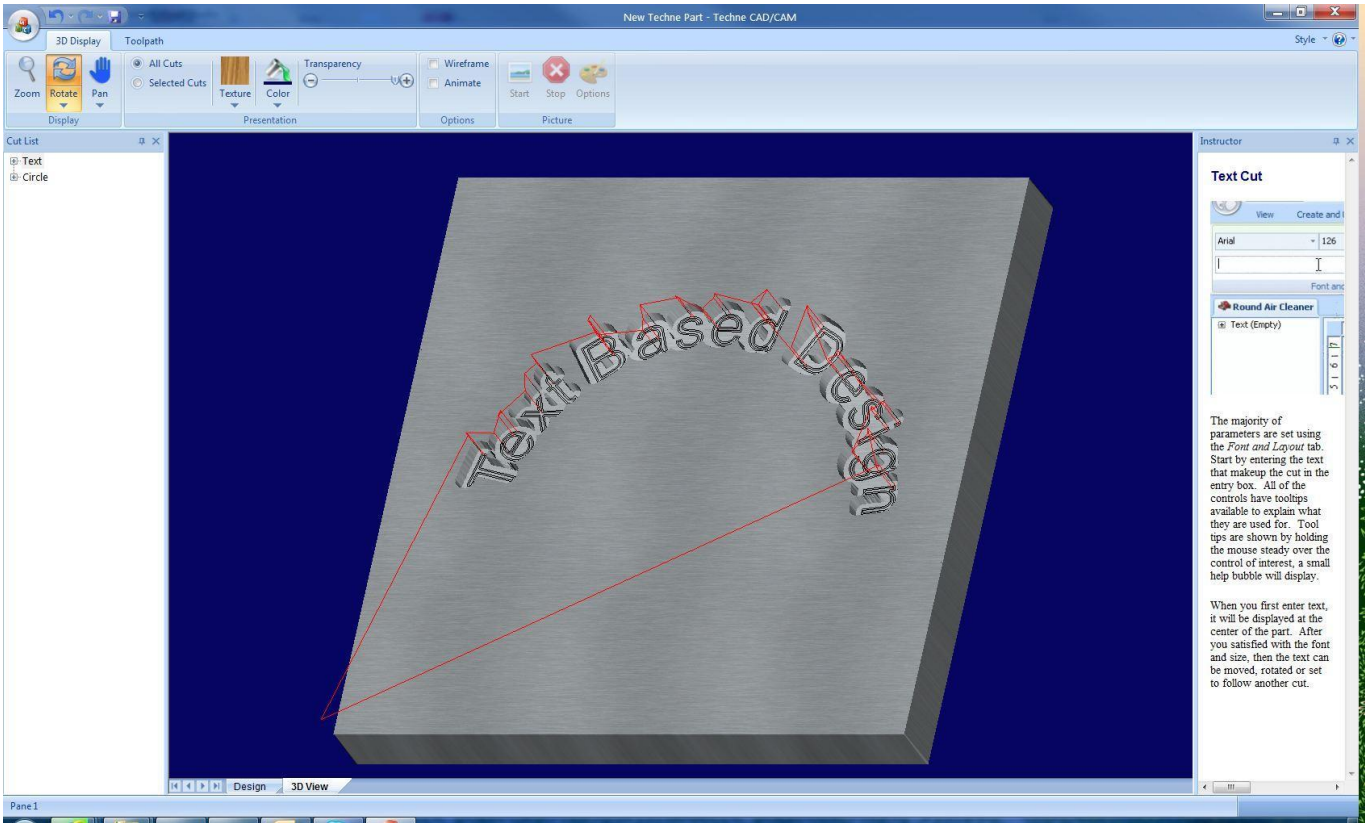 New Techne Part - Techne CAD/CAM
3D Display Toolpath
Style
All Cuts
Selected Cuts
Transparency
Wireframe
Animate
Zoom Rotate Pan
Texture Color
Start Stop Options
Display Presentation Options Picture
Cut List
Text
Circle
Text Based Design
Instructor
Text Cut
View Create and
Arial 126
Font and
Round Air Cleaner
Text (Empty)
The majority of
parameters are set using
the Font and Layout tab.
Start by entering the text
that makeup the cut in the
entry box. All of the
controls have tooltips
available to explain what
they are used for. Tool
tips are shown by holding
the mouse steady over the
control of interest, a small
help bubble will display.
When you first enter text,
it will be displayed at the
center of the part. After
you satisfied with the font
and size, then the text can
be moved, rotated or set
to follow another cut.
Design 3D View
Pane 1